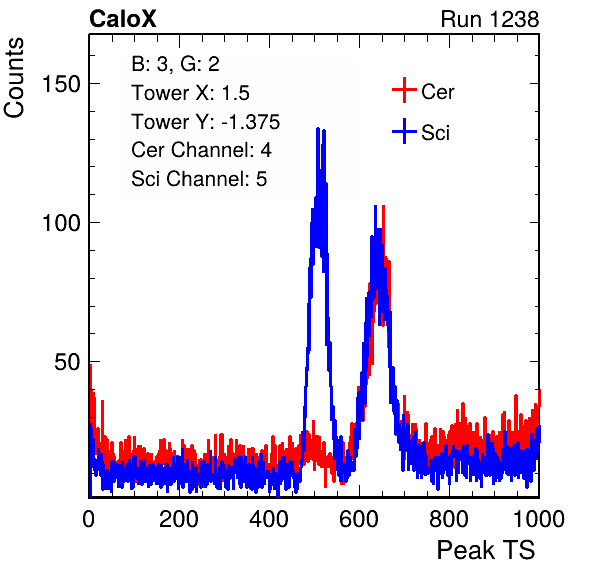 CaloX Run 1238
Counts
B: 3, G: 2
Tower X: 1.5
Tower Y: -1.375
Cer Channel: 4
Sci Channel: 5
Cer
Sci
150
100
50
0 200 400 600 800 1000
Peak TS